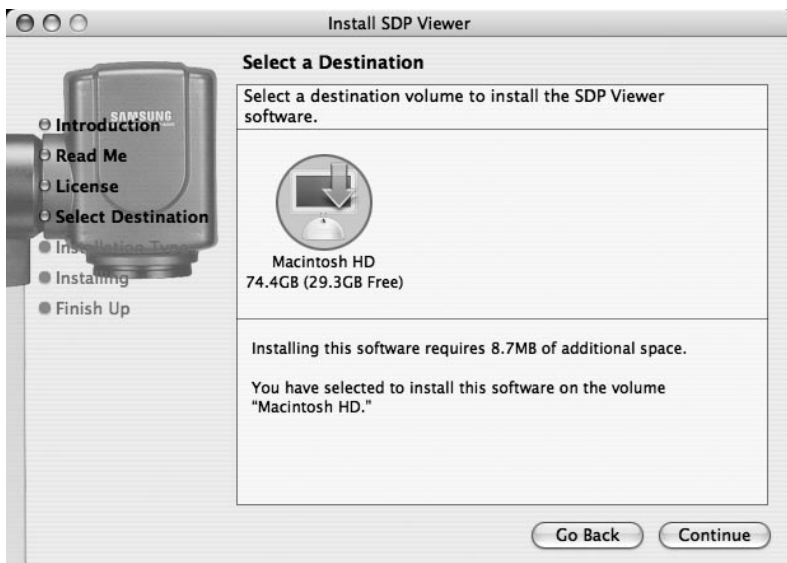 Install SDP Viewer
Select a Destination
SAMSUNG
Introduction
Read Me
License
Select Destination
Installation Type
Installing
Finish Up
Select a destination volume to install the SDP Viewer
software.
Macintosh HD
74.4GB (29.3GB Free)
Installing this software requires 8.7MB of additional space.
You have selected to install this software on the volume
“Macintosh HD.”
Go Back
Continue